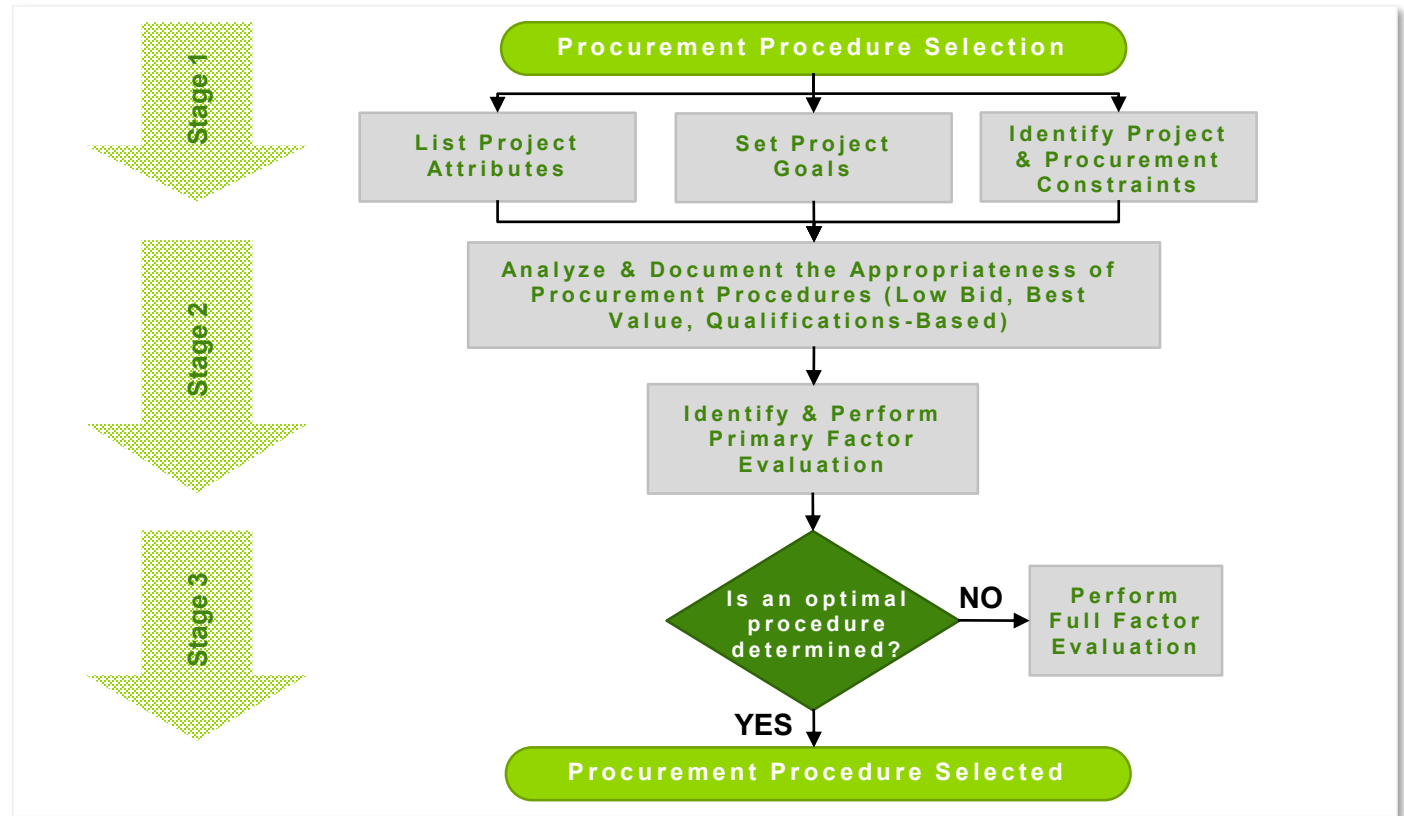 Procurement Procedure Selection
Stage 1
List Project
Attributes
Set Project
Goals
Identify Project
& Procurement
Constraints
Stage 2
Analyze & Document the Appropriateness of
Procurement Procedures (Low Bid, Best
Value, Qualifications-Based)
Identify & Perform
Primary Factor
Evaluation
Stage 3
Is an optimal
procedure
determined?
NO
Perform
Full Factor
Evaluation
YES
Procurement Procedure Selected